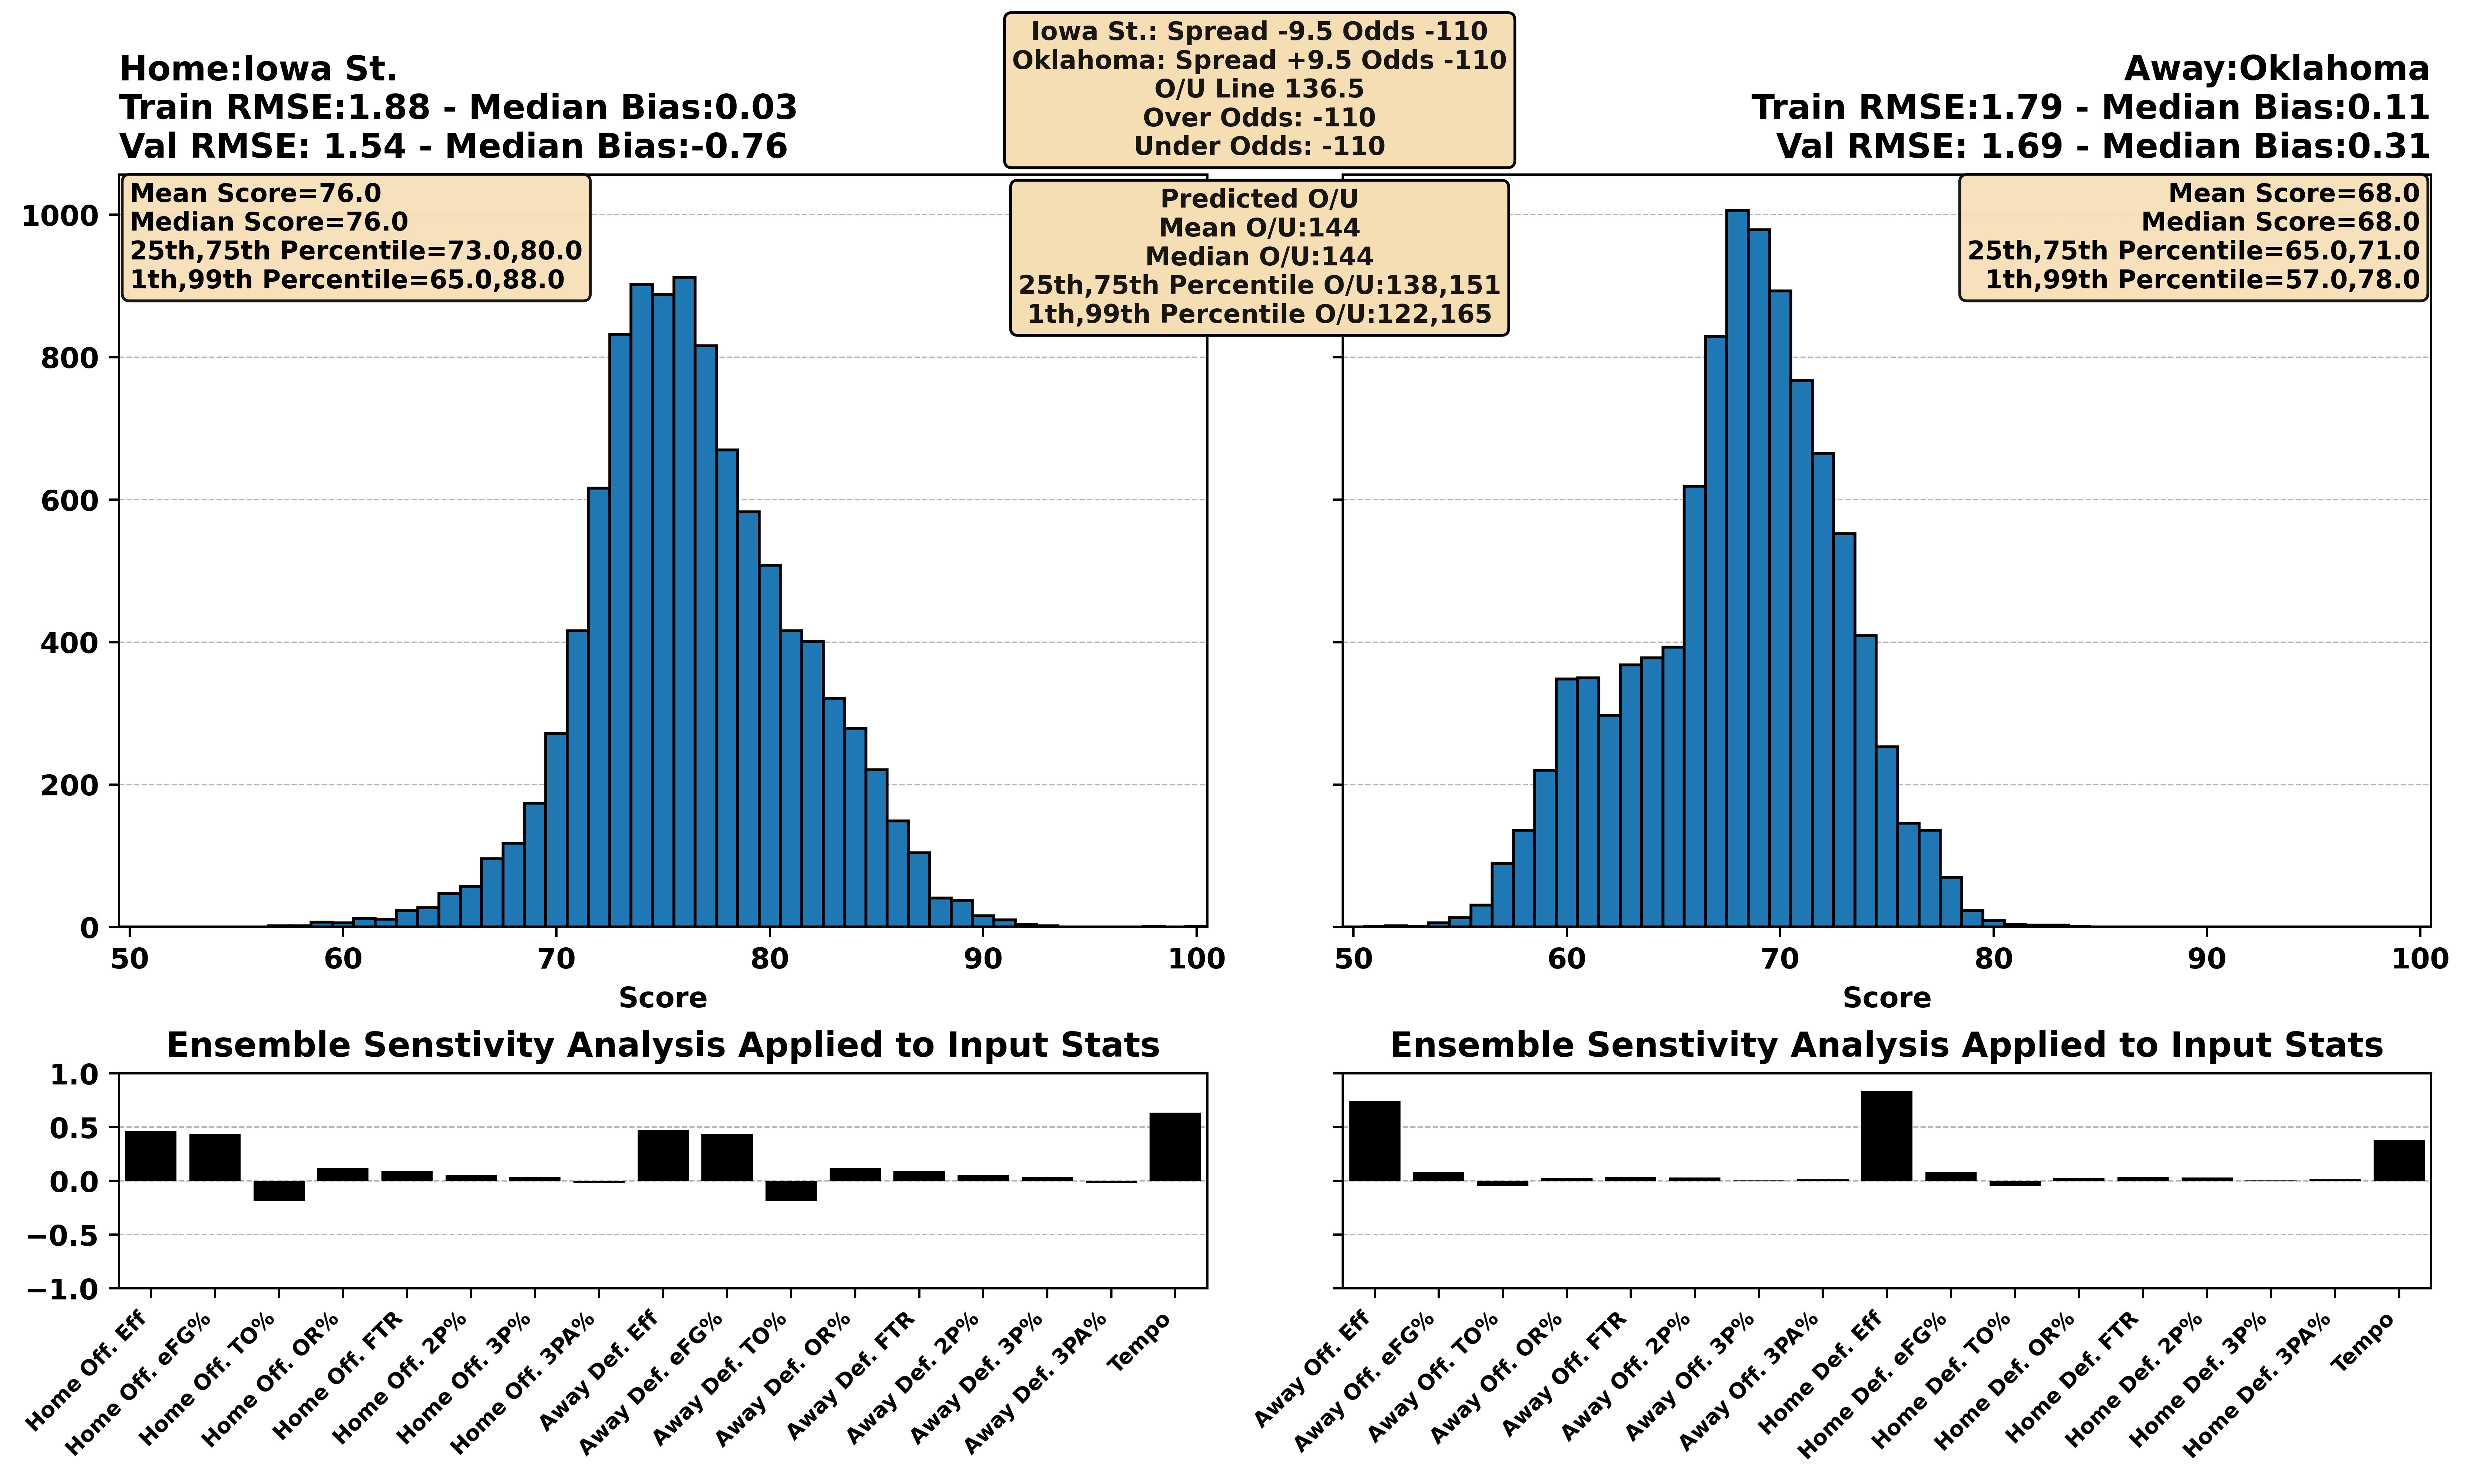 Iowa St.: Spread -9.5 Odds -110
Oklahoma: Spread +9.5 Odds -110
O/U Line 136.5
Over Odds: -110
Under Odds: -110
Home:Iowa St.
Train RMSE:1.88 - Median Bias:0.03
Val RMSE: 1.54 - Median Bias:-0.76
Away:Oklahoma
Train RMSE:1.79 - Median Bias:0.11
Val RMSE: 1.69 - Median Bias:0.31
Mean Score=76.0
Median Score=76.0
25th,75th Percentile=73.0,80.0
1th,99th Percentile=65.0,88.0
Predicted O/U
Mean O/U:144
Median O/U:144
25th,75th Percentile O/U:138,151
1th,99th Percentile O/U:122,165
Mean Score=68.0
Median Score=68.0
25th,75th Percentile=65.0,71.0
1th,99th Percentile=57.0,78.0
1000
800
600
400
200
0
50 60 70 80 90 100
Score
50 60 70 80 90 100
Score
Ensemble Senstivity Analysis Applied to Input Stats
1.0
0.5
0.0
−0.5
−1.0
Home Off. Eff
Home Off. eFG%
Home Off. TO%
Home Off. OR%
Home Off. FTR
Home Off. 2P%
Home Off. 3P%
Home Off. 3PA%
Away Def. Eff
Away Def. eFG%
Away Def. TO%
Away Def. OR%
Away Def. FTR
Away Def. 2P%
Away Def. 3P%
Away Def. 3PA%
Tempo
Ensemble Senstivity Analysis Applied to Input Stats
Away Off. Eff
Away Off. eFG%
Away Off. TO%
Away Off. OR%
Away Off. FTR
Away Off. 2P%
Away Off. 3P%
Away Off. 3PA%
Home Def. Eff
Home Def. eFG%
Home Def. TO%
Home Def. OR%
Home Def. FTR
Home Def. 2P%
Home Def. 3P%
Home Def. 3PA%
Tempo